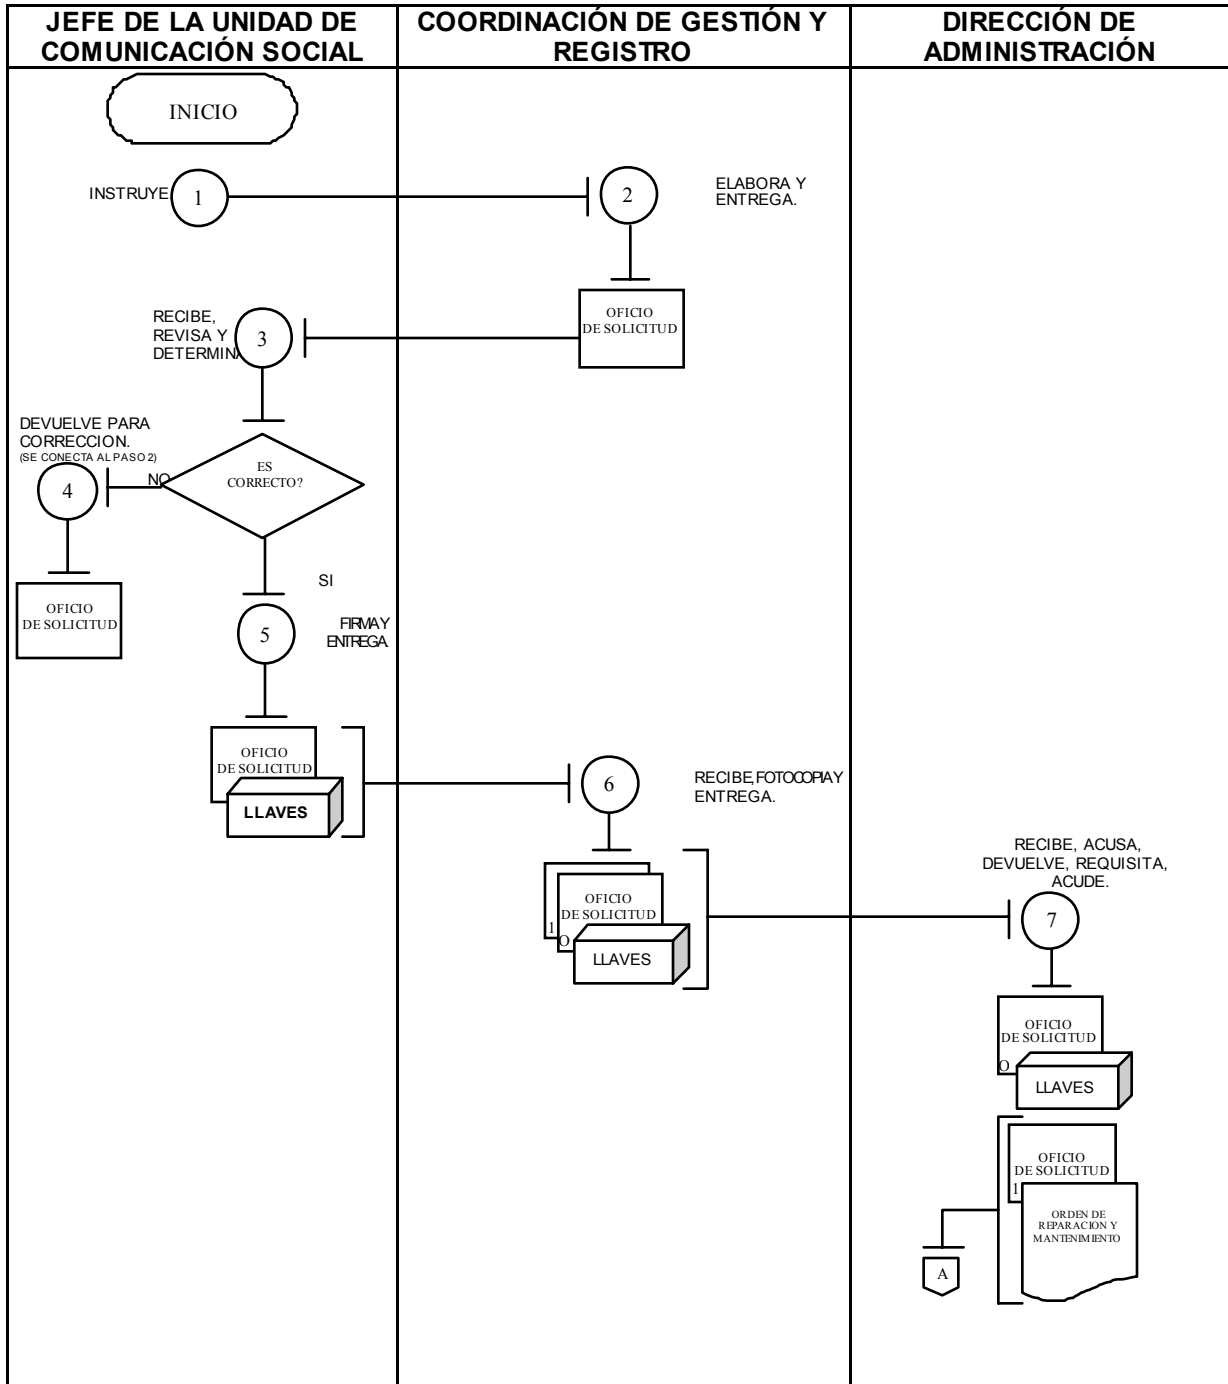 JEFE DE LA UNIDAD DE
COMUNICACIÓN SOCIAL
COORDINACIÓN DE GESTIÓN Y
REGISTRO
DIRECCIÓN DE
ADMINISTRACIÓN
INICIO
INSTRUYE
1
2
ELABORA Y
ENTREGA.
OFICIO
DE SOLICITUD
RECIBE,
REVISA Y
DETERMINA
3
DEVUELVE PARA
CORRECCION.
(SE CONECTA AL PASO 2)
4
NO
ES
CORRECTO?
OFICIO
DE SOLICITUD
SI
5
FIRMA Y
ENTREGA
OFICIO
DE SOLICITUD
LLAVES
6
RECIBE, FOTOCOPIA Y
ENTREGA.
OFICIO
DE SOLICITUD
1
O
LLAVES
RECIBE, ACUSA,
DEVUELVE, REQUISITA,
ACUDE.
7
OFICIO
DE SOLICITUD
O
LLAVES
OFICIO
DE SOLICITUD
1
ORDEN DE
REPARACION Y
MANTENIMIENTO
A